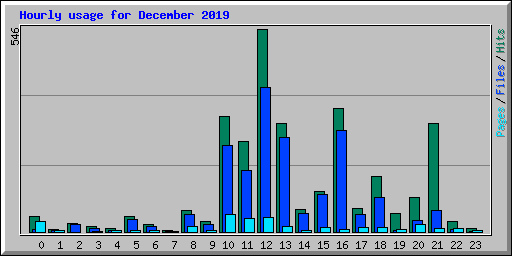 Hourly usage for December 2019
546
Pages/Files/Hits
0 1 2 3 4 5 6 7 8 9 10 11 12 13 14 15 16 17 18 19 20 21 22 23